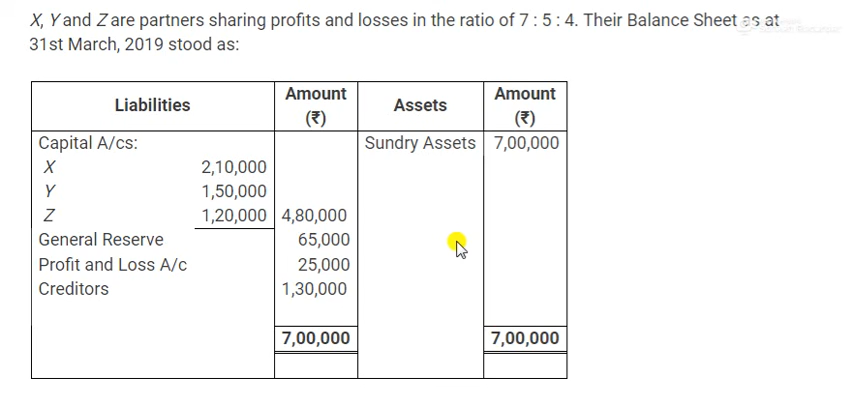 X, Y and Z are partners sharing profits and losses in the ratio of 7 : 5 : 4. Their Balance Sheet as at
31st March, 2019 stood as:
Liabilities Amount (₹) Assets Amount (₹)
Capital A/cs: Sundry Assets 7,00,000
X 2,10,000
Y 1,50,000
Z 1,20,000 4,80,000
General Reserve 65,000
Profit and Loss A/c 25,000
Creditors 1,30,000
7,00,000 7,00,000